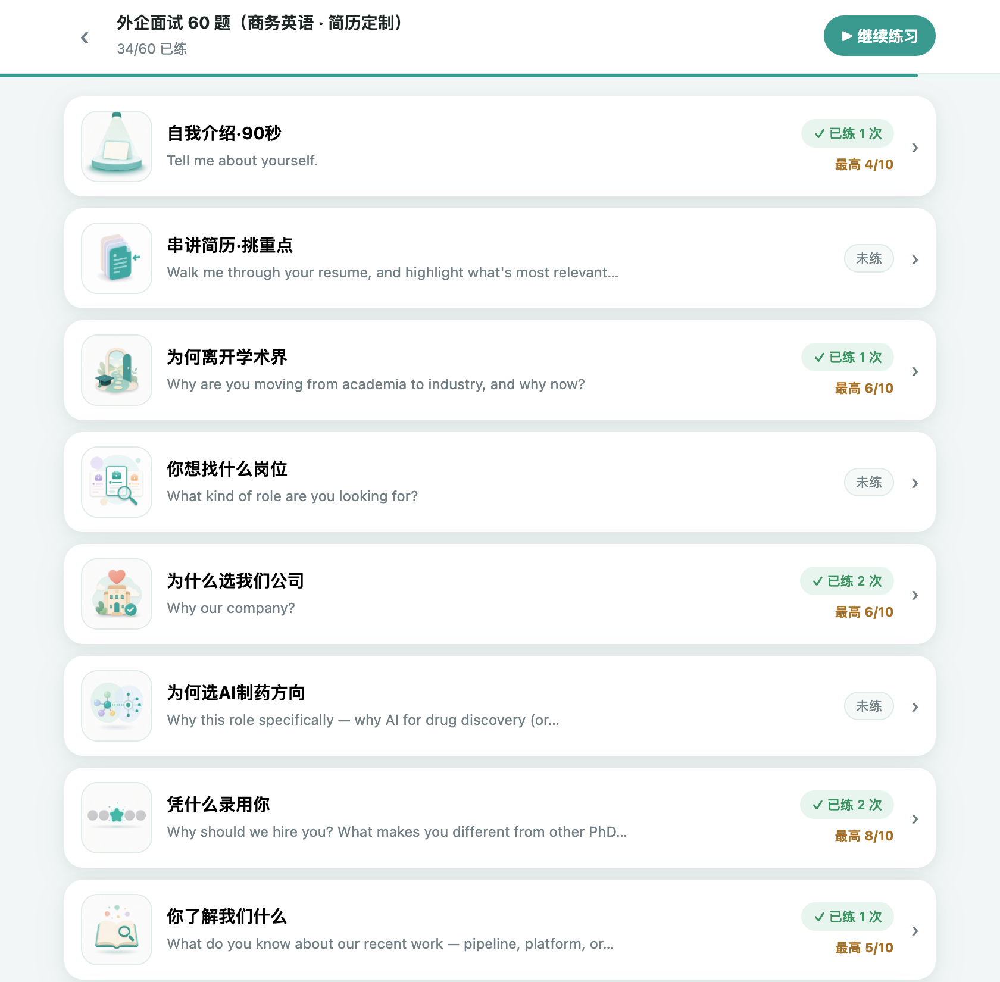 外企面试 60 题（商务英语 · 简历定制）
34/60 已练
继续练习
自我介绍·90秒
Tell me about yourself.
✓ 已练 1 次
最高 4/10
串讲简历·挑重点
Walk me through your resume, and highlight what's most relevant...
未练
为何离开学术界
Why are you moving from academia to industry, and why now?
✓ 已练 1 次
最高 6/10
你想找什么岗位
What kind of role are you looking for?
未练
为什么选我们公司
Why our company?
✓ 已练 2 次
最高 6/10
为何选AI制药方向
Why this role specifically — why AI for drug discovery (or...
未练
凭什么录用你
Why should we hire you? What makes you different from other PhD...
✓ 已练 2 次
最高 8/10
你了解我们什么
What do you know about our recent work — pipeline, platform, or...
✓ 已练 1 次
最高 5/10